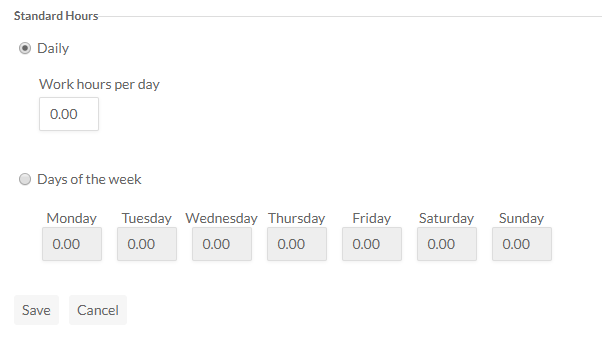 Standard Hours
Daily
Work hours per day
0.00
Days of the week
Monday Tuesday Wednesday Thursday Friday Saturday Sunday
0.00 0.00 0.00 0.00 0.00 0.00 0.00
Save Cancel